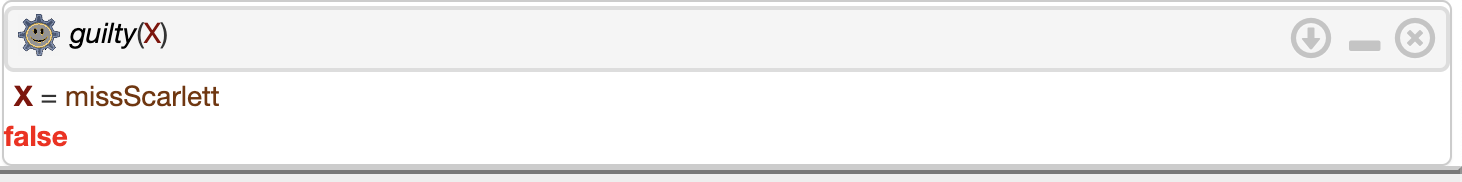 guilty(X)
X = missScarlett
false